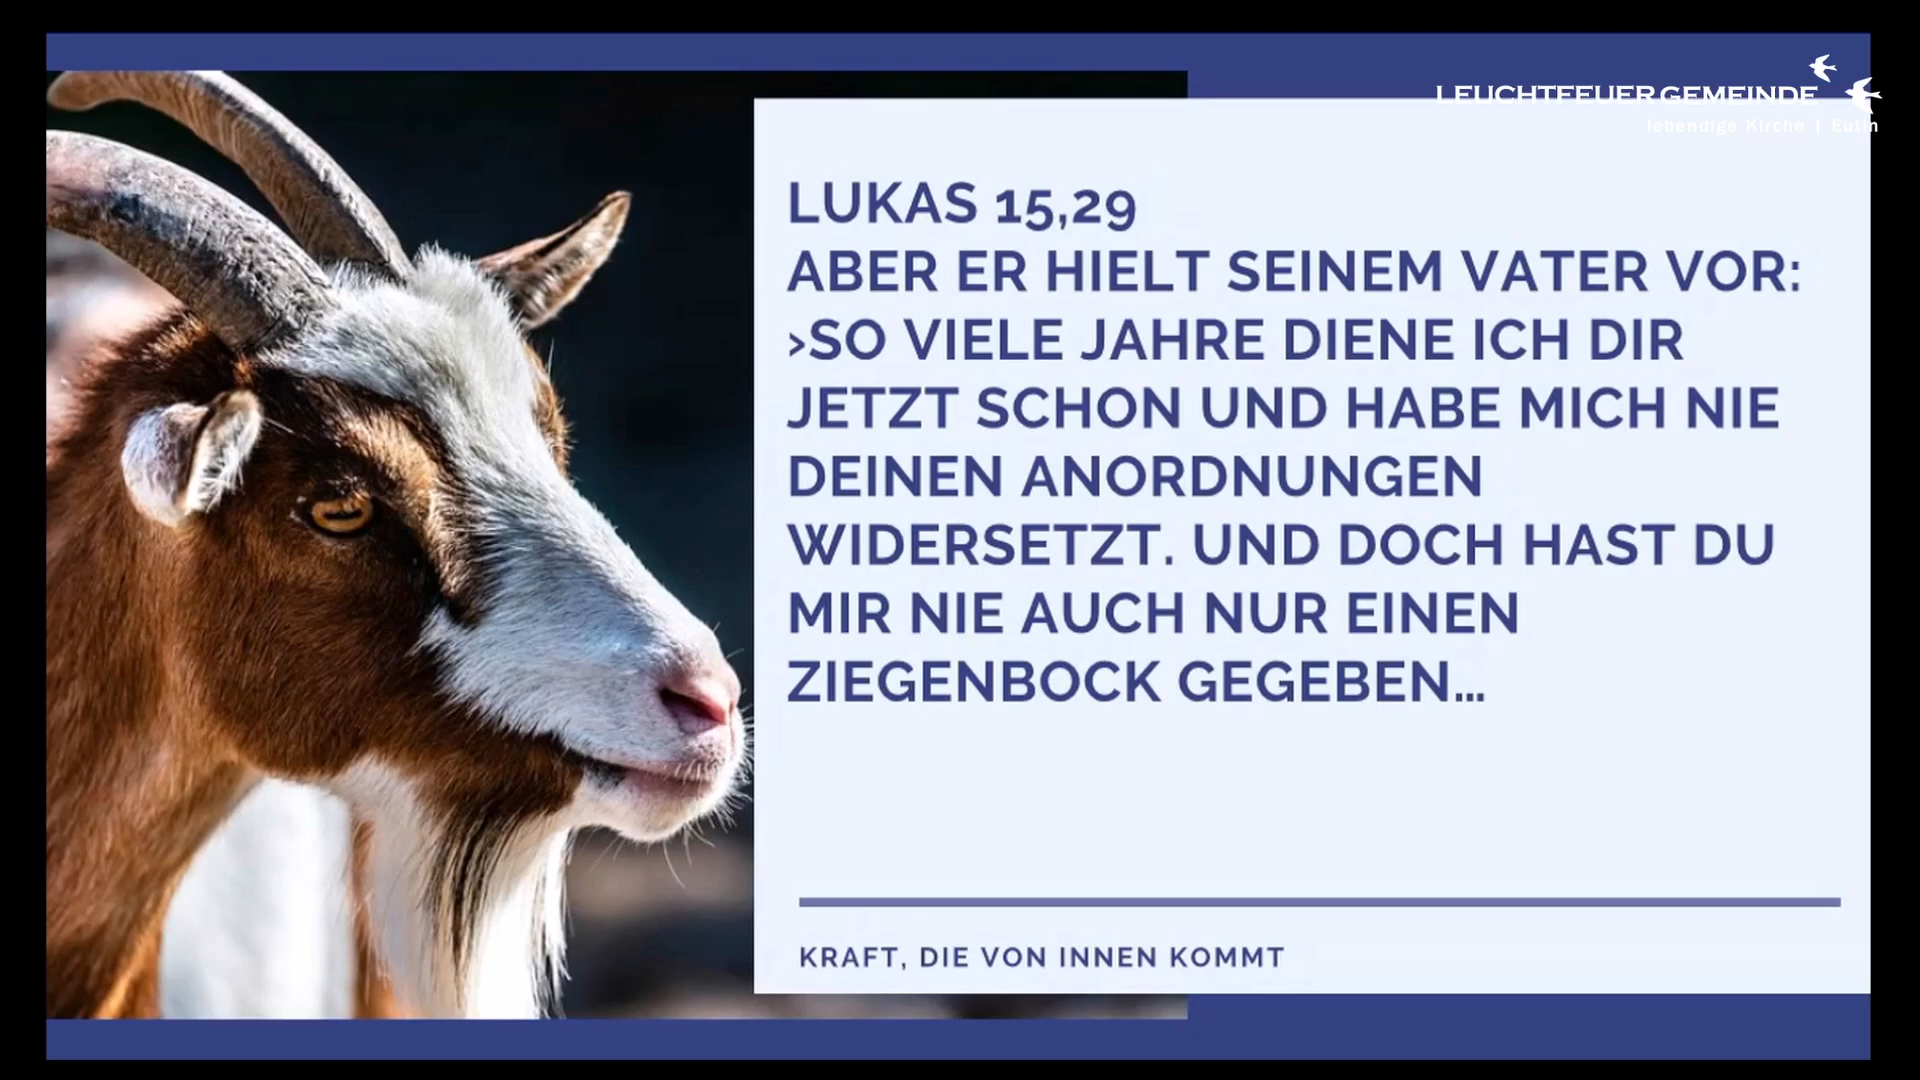 LEUCHTFEUER GEMEINDE
lebendige Kirche | Eutin
LUKAS 15,29
ABER ER HIELT SEINEM VATER VOR:
›SO VIELE JAHRE DIENE ICH DIR
JETZT SCHON UND HABE MICH NIE
DEINEN ANORDNUNGEN
WIDERSETZT. UND DOCH HAST DU
MIR NIE AUCH NUR EINEN
ZIEGENBOCK GEGEBEN…
KRAFT, DIE VON INNEN KOMMT